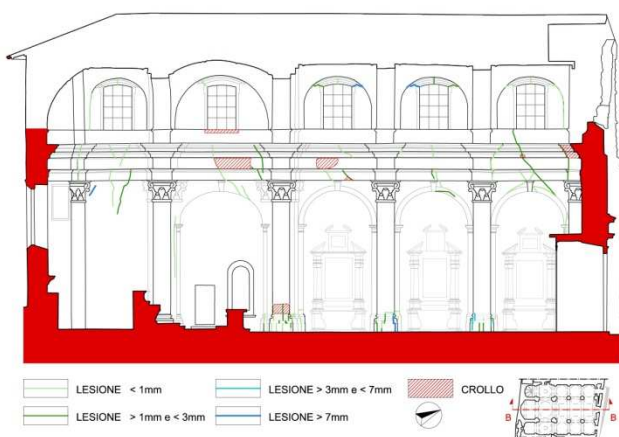 LESIONE < 1mm
LESIONE > 3mm e < 7mm
CROLLO
LESIONE > 1mm e < 3mm
LESIONE > 7mm
B B